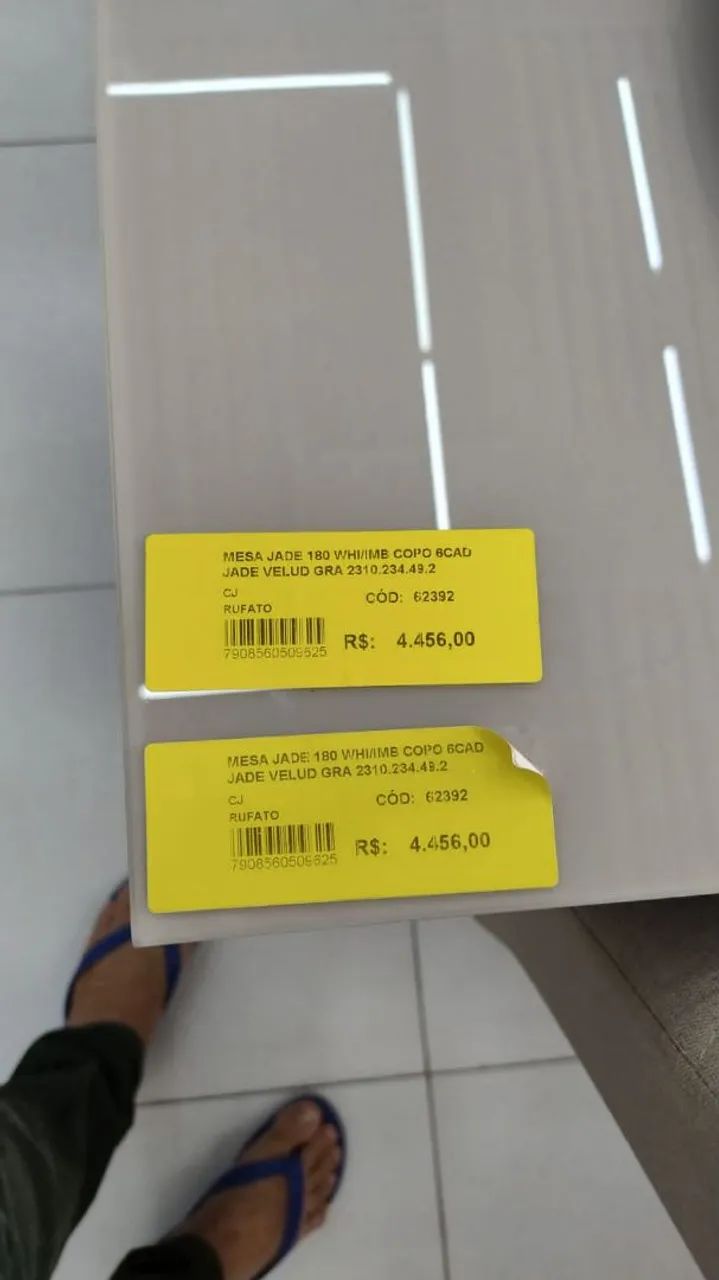 MESA JADE 180 WHI/IMB COPO 6CAD
JADE VELUD GRA 2310.234.49.2
CJ
CÓD: 62392
RUFATO
7908560509525
R$: 4.456,00
MESA JADE 180 WHI/IMB COPO 6CAD
JADE VELUD GRA 2310.234.49.2
CJ
CÓD: 62392
RUFATO
7908560509525
R$: 4.456,00